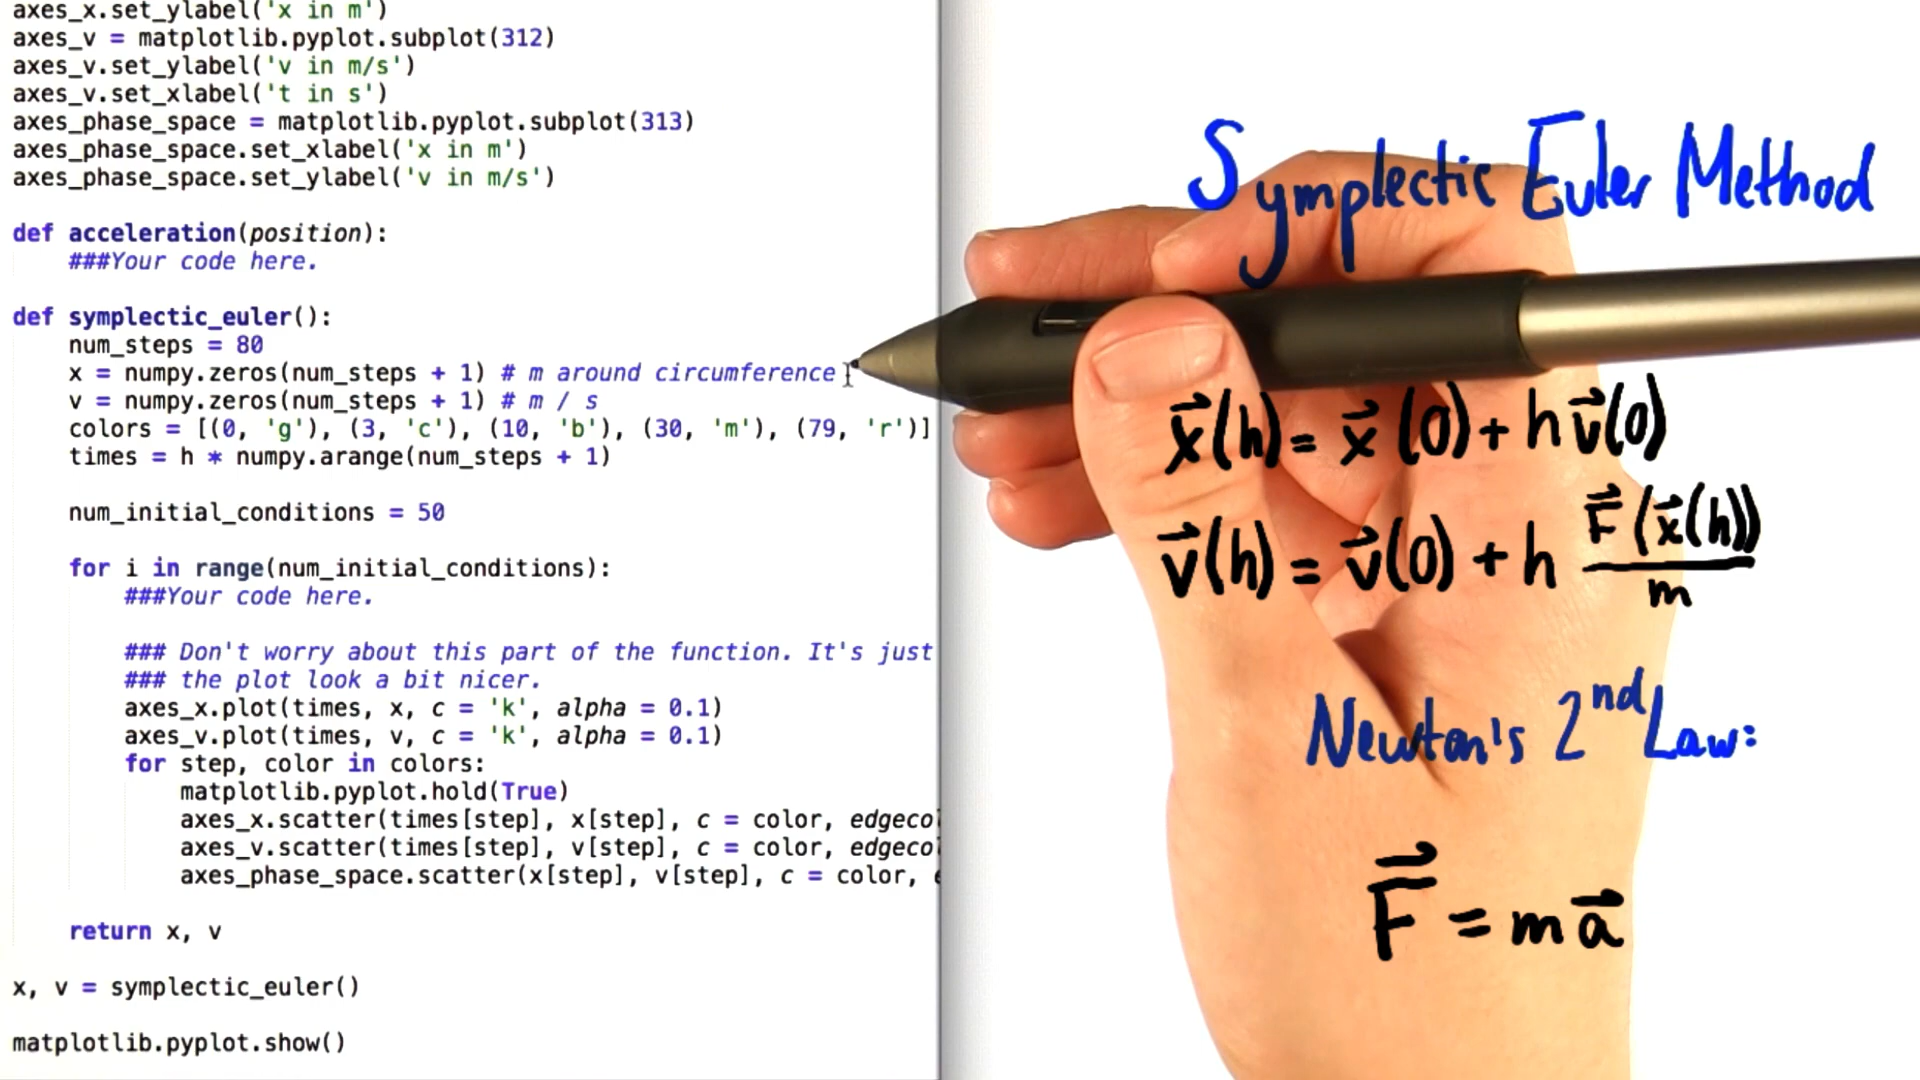 axes_x.set_ylabel('x in m')
axes_v = matplotlib.pyplot.subplot(312)
axes_v.set_ylabel('v in m/s')
axes_v.set_xlabel('t in s')
axes_phase_space = matplotlib.pyplot.subplot(313)
axes_phase_space.set_xlabel('x in m')
axes_phase_space.set_ylabel('v in m/s')
def acceleration(position):
###Your code here.
def symplectic_euler():
num_steps = 80
x = numpy.zeros(num_steps + 1) # m around circumference
v = numpy.zeros(num_steps + 1) # m / s
colors = [(0, 'g'), (3, 'c'), (10, 'b'), (30, 'm'), (79, 'r')]
times = h * numpy.arange(num_steps + 1)
num_initial_conditions = 50
for i in range(num_initial_conditions):
###Your code here.
### Don't worry about this part of the function. It's just
### the plot look a bit nicer.
axes_x.plot(times, x, c = 'k', alpha = 0.1)
axes_v.plot(times, v, c = 'k', alpha = 0.1)
for step, color in colors:
matplotlib.pyplot.hold(True)
axes_x.scatter(times[step], x[step], c = color,
axes_v.scatter(times[step], v[step], c = color,
axes_phase_space.scatter(x[step], v[step], c = color,
return x, v
x, v = symplectic_euler()
matplotlib.pyplot.show()
Symplectic Euler Method
x⃗(h) = x⃗(0) + h v⃗(0)
v⃗(h) = v⃗(0) + h F⃗(x⃗(h))/m
Newton's 2nd Law:
F⃗ = m a⃗